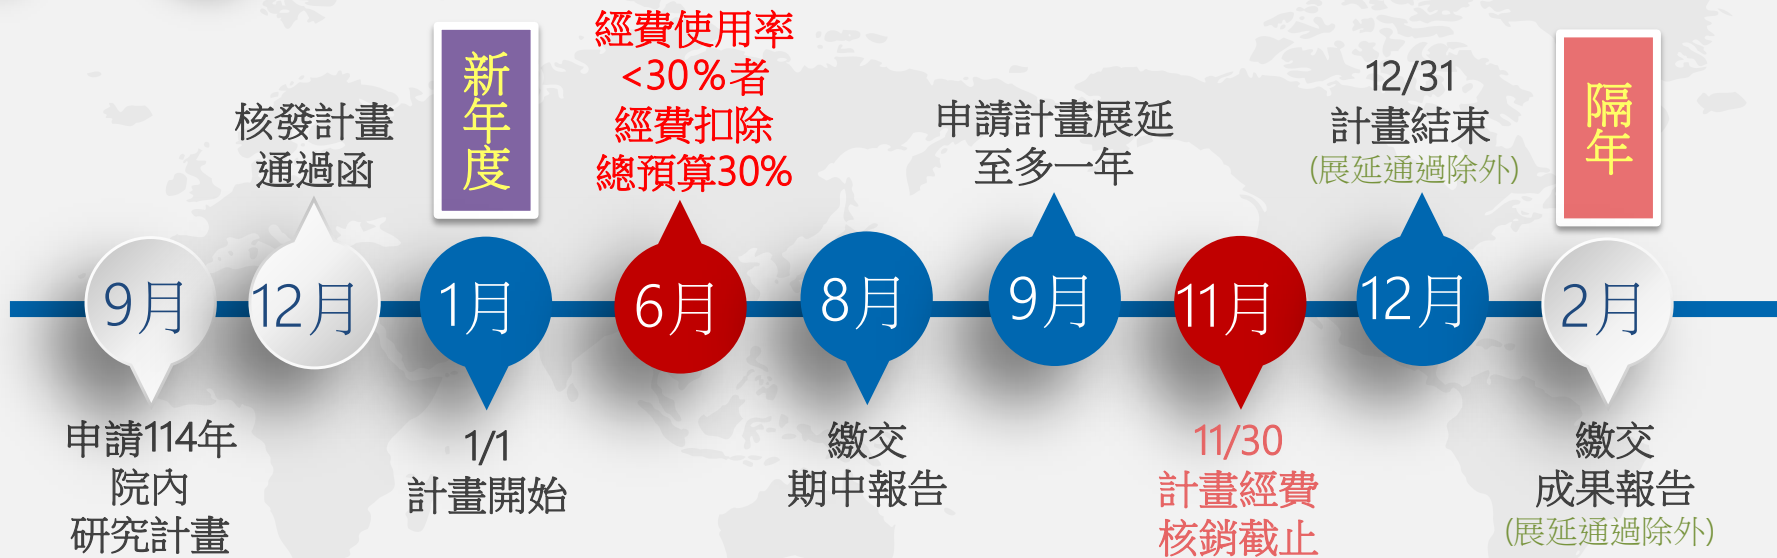 9月
申請114年
院內
研究計畫
12月
核發計畫
通過函
新年度
1月
1/1
計畫開始
6月
經費使用率
<30%者
經費扣除
總預算30%
8月
繳交
期中報告
9月
申請計畫展延
至多一年
11月
11/30
計畫經費
核銷截止
12月
12/31
計畫結束
(展延通過除外)
隔年
2月
繳交
成果報告
(展延通過除外)